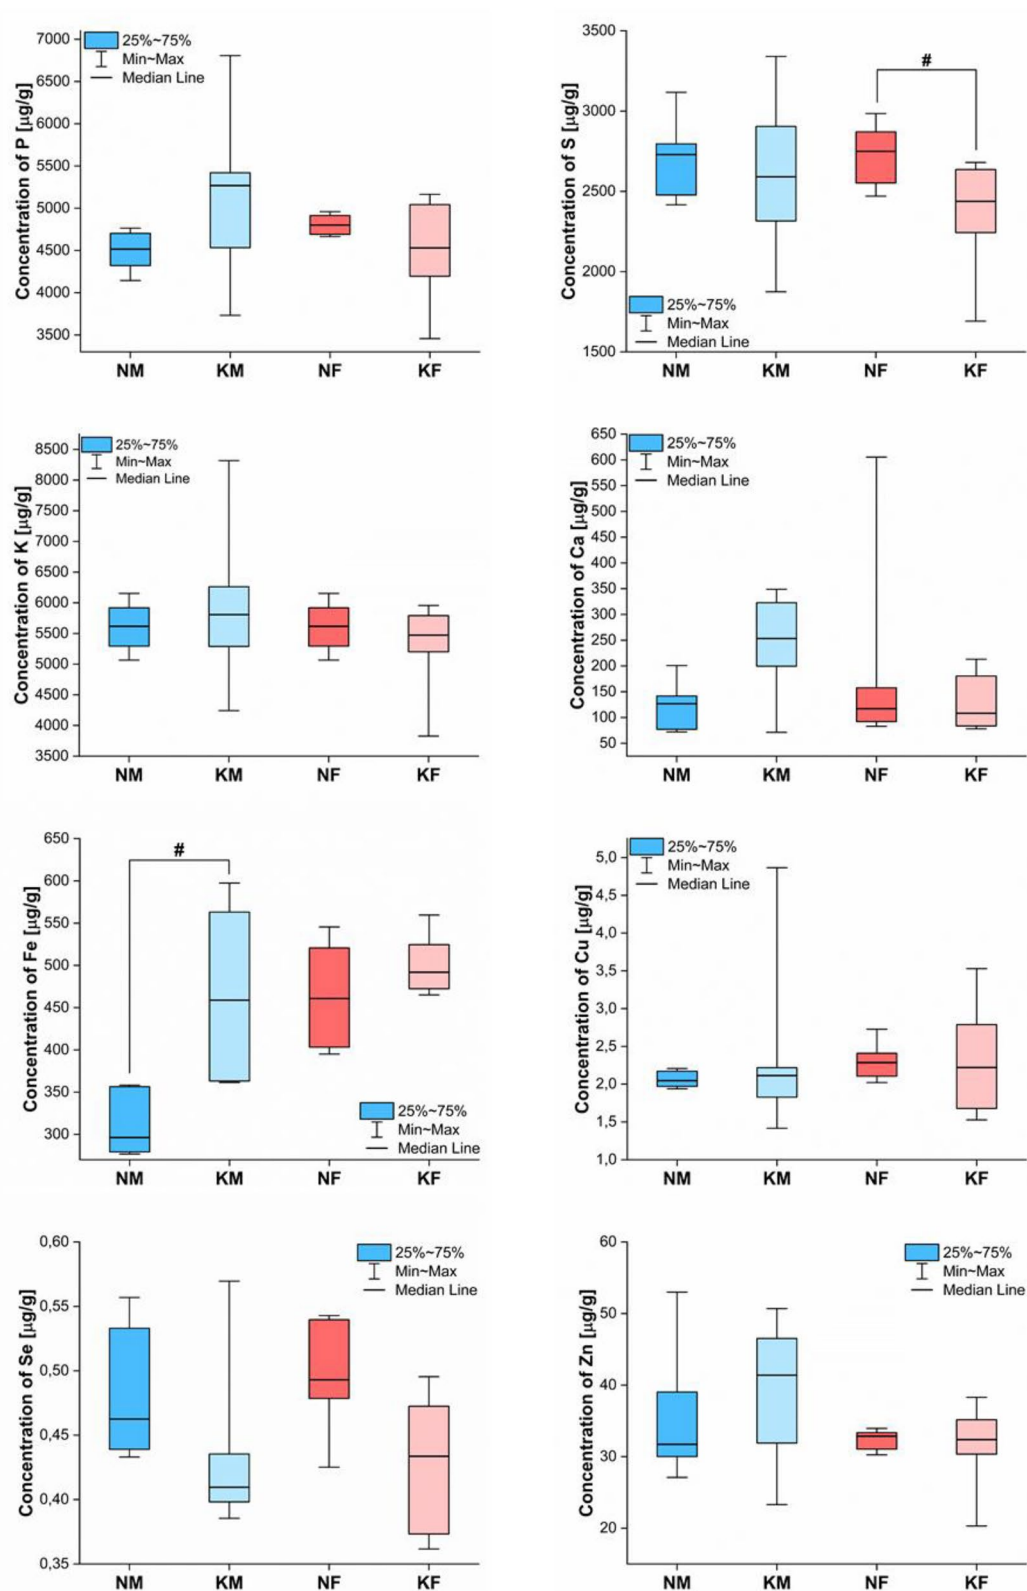 Concentration of P [µg/g]
7000
6500
6000
5500
5000
4500
4000
3500
25%~75%
Min~Max
Median Line
NM KM NF KF
Concentration of S [µg/g]
3500
3000
2500
2000
1500
#
25%~75%
Min~Max
Median Line
NM KM NF KF
Concentration of K [µg/g]
8500
8000
7500
7000
6500
6000
5500
5000
4500
4000
3500
25%~75%
Min~Max
Median Line
NM KM NF KF
Concentration of Ca [µg/g]
650
600
550
500
450
400
350
300
250
200
150
100
50
25%~75%
Min~Max
Median Line
NM KM NF KF
Concentration of Fe [µg/g]
650
600
550
500
450
400
350
300
#
25%~75%
Min~Max
Median Line
NM KM NF KF
Concentration of Cu [µg/g]
5,0
4,5
4,0
3,5
3,0
2,5
2,0
1,5
1,0
25%~75%
Min~Max
Median Line
NM KM NF KF
Concentration of Se [µg/g]
0,60
0,55
0,50
0,45
0,40
0,35
25%~75%
Min~Max
Median Line
NM KM NF KF
Concentration of Zn [µg/g]
60
50
40
30
20
25%~75%
Min~Max
Median Line
NM KM NF KF